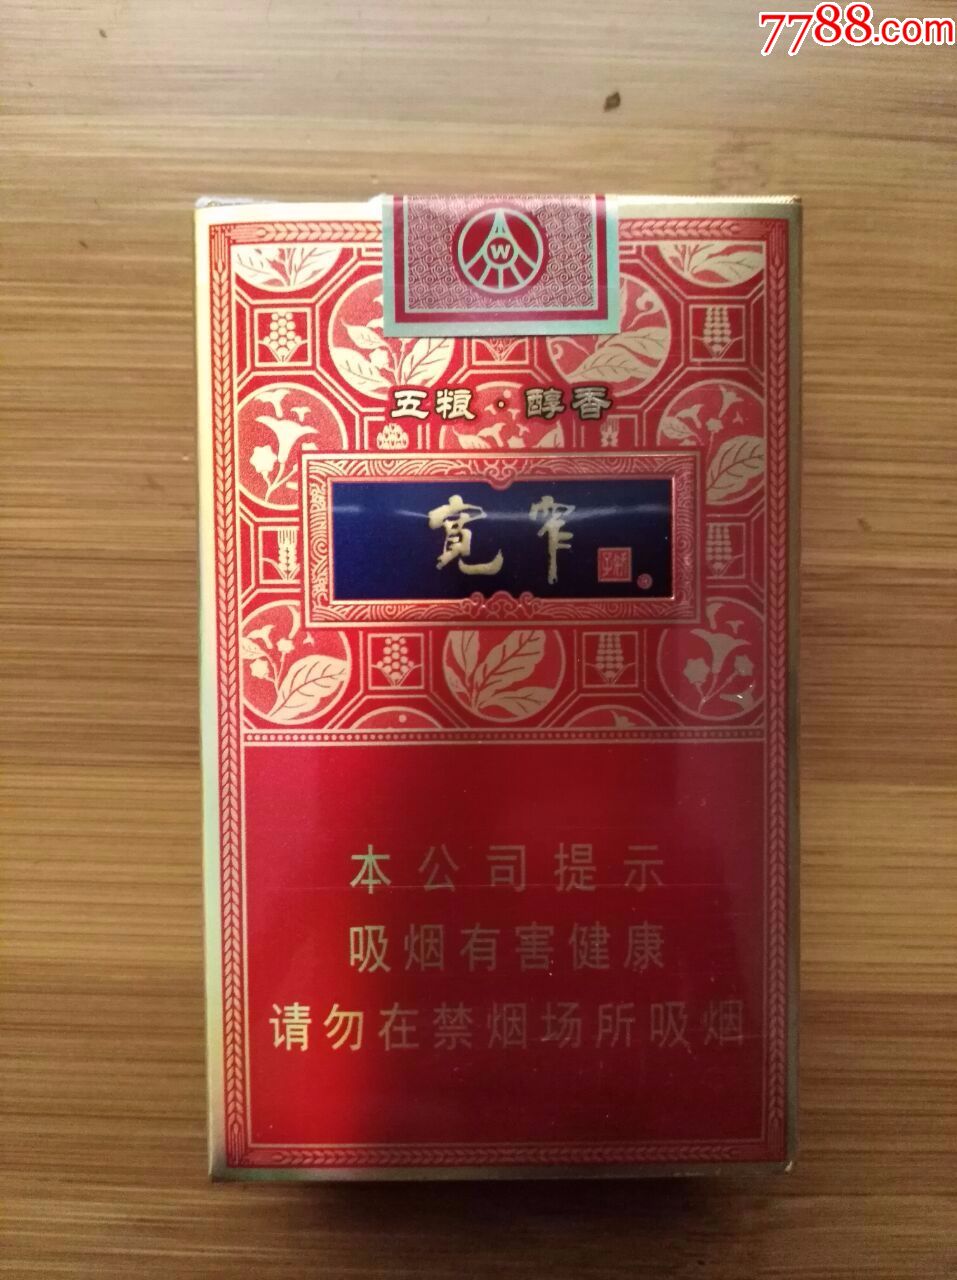 7788.com
W
五粮·醇香
宽窄
本公司提示
吸烟有害健康
请勿在禁烟场所吸烟